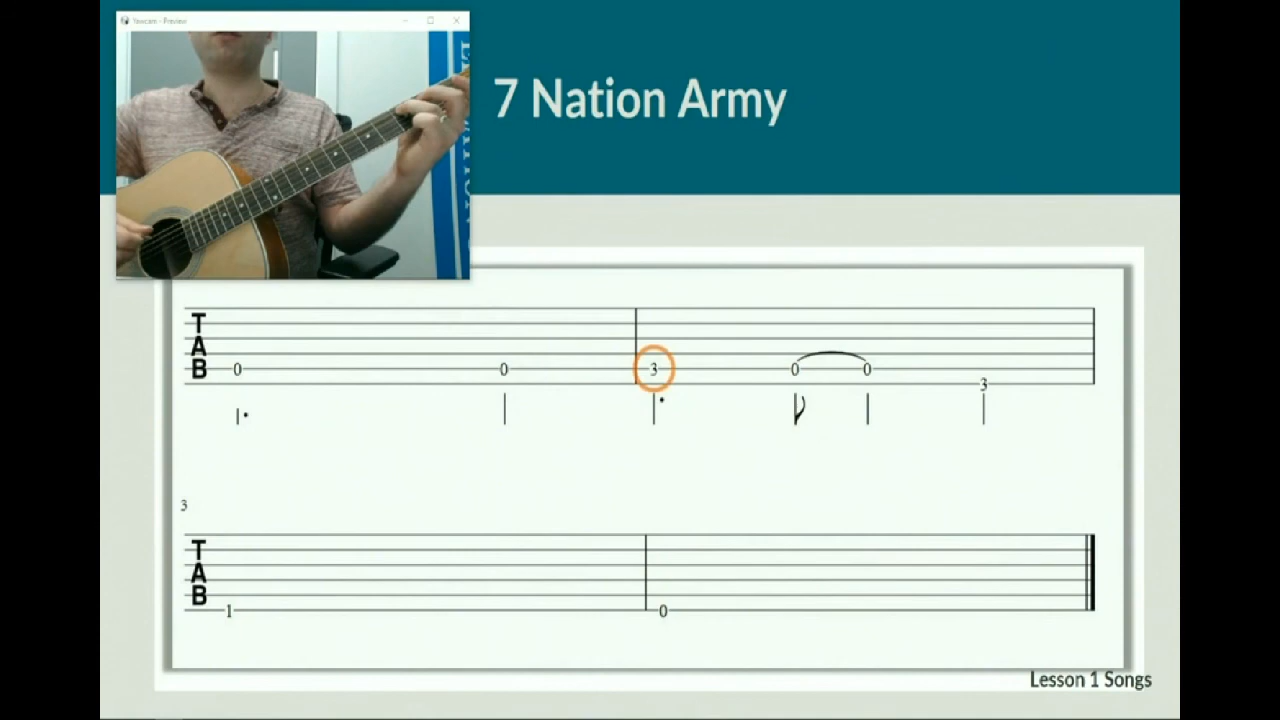 Yawcam - Preview
7 Nation Army
T
A
B
0 0 3 0 0 3
3
T
A
B
1 0
Lesson 1 Songs